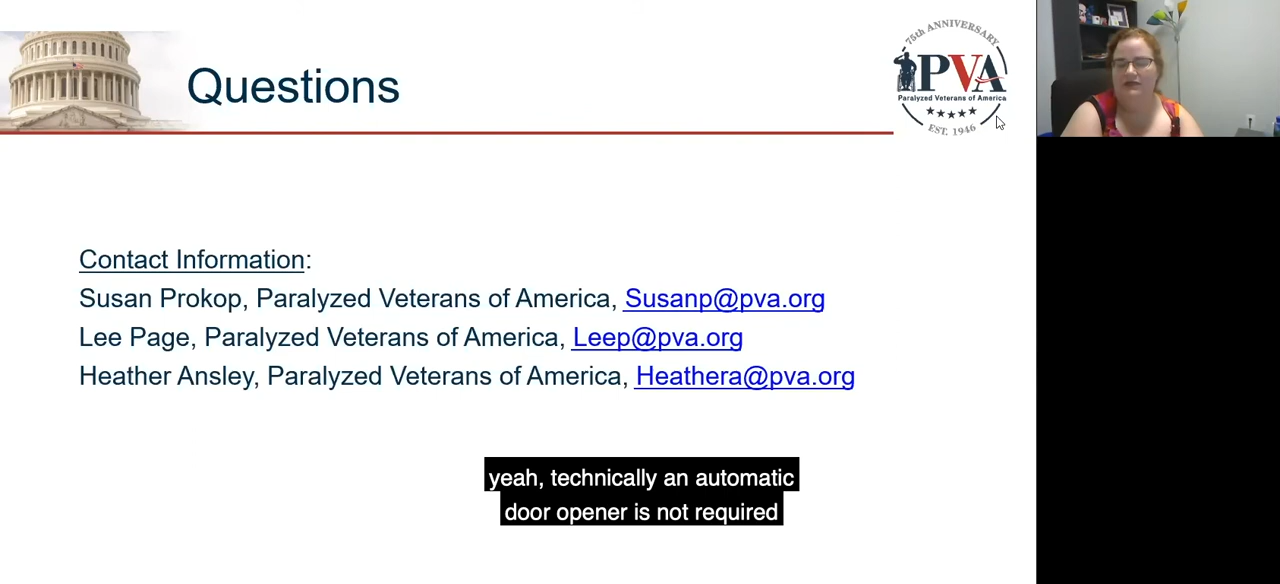 Questions
75th ANNIVERSARY
PVA
Paralyzed Veterans of America
EST. 1946
Contact Information:
Susan Prokop, Paralyzed Veterans of America, Susanp@pva.org
Lee Page, Paralyzed Veterans of America, Leep@pva.org
Heather Ansley, Paralyzed Veterans of America, Heathera@pva.org
yeah, technically an automatic
door opener is not required